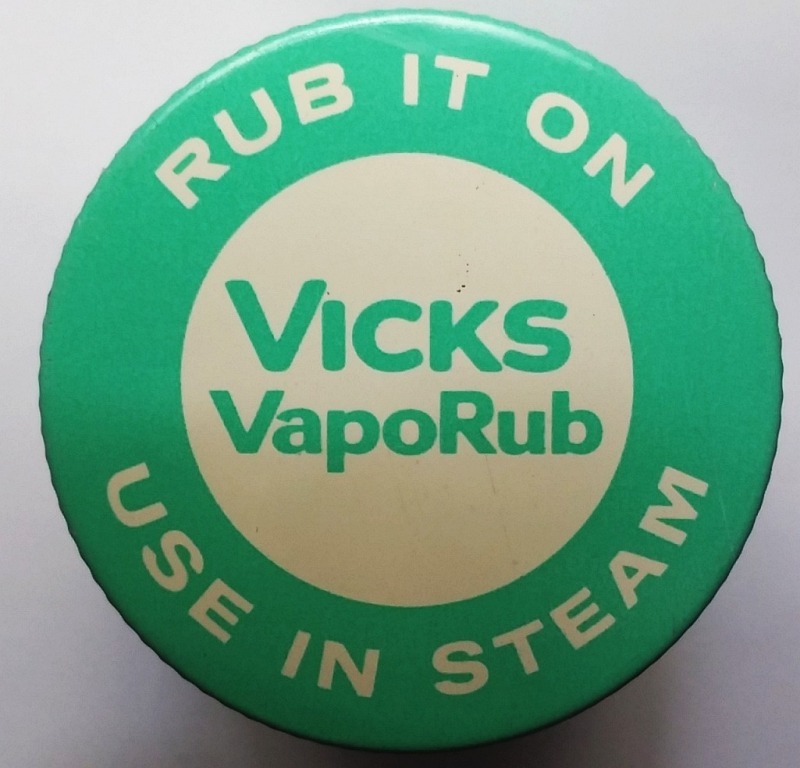 RUB IT ON
VICKS
VapoRub
USE IN STEAM